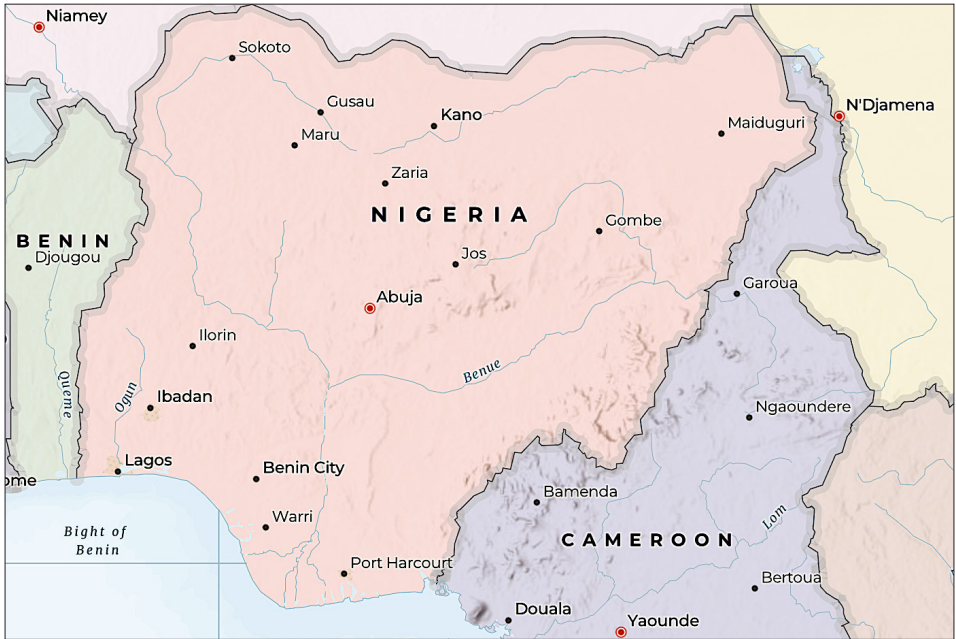 Niamey
Sokoto
Gusau
Kano
N'Djamena
Maru
Maiduguri
Zaria
NIGERIA
Gombe
BENIN
Djougou
Jos
Garoua
Abuja
Ilorin
Benue
Queme
Ogun
Ibadan
Ngaoundere
Lagos
Benin City
ome
Bamenda
Warri
Lom
Bight of
Benin
CAMEROON
Port Harcourt
Bertoua
Douala
Yaounde